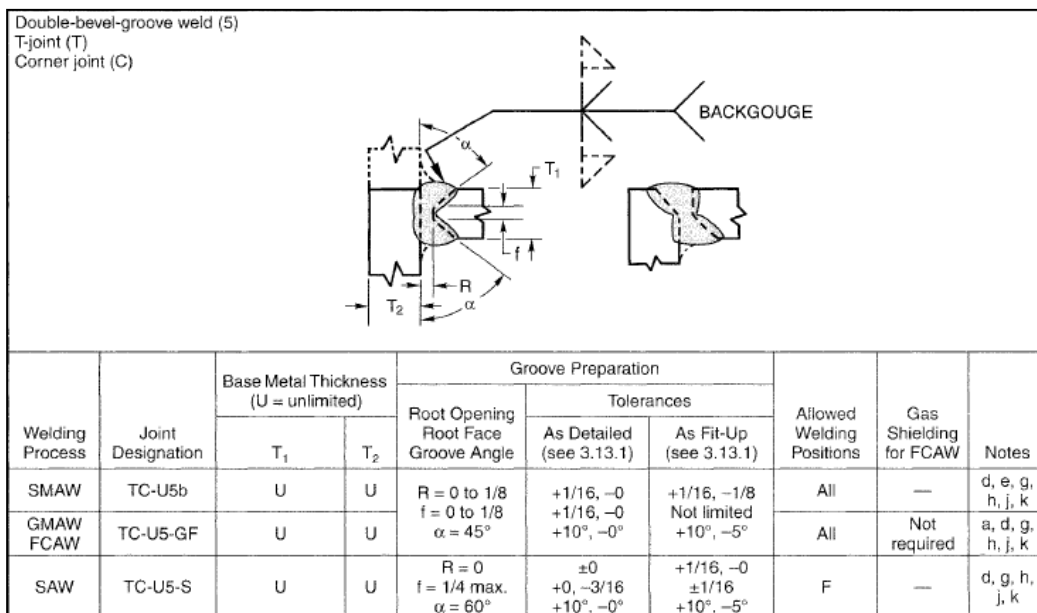 Double-bevel-groove weld (5)
T-joint (T)
Corner joint (C)
BACKGOUGE
α
T1
f
R
α
T2
Welding Process
Joint Designation
Base Metal Thickness (U = unlimited)
T1
T2
Groove Preparation
Root Opening Root Face Groove Angle
Tolerances
As Detailed (see 3.13.1)
As Fit-Up (see 3.13.1)
Allowed Welding Positions
Gas Shielding for FCAW
Notes
SMAW TC-U5b U U R = 0 to 1/8 +1/16, –0 +1/16, –1/8 All — d, e, g, h, j, k
f = 0 to 1/8 +1/16, –0 Not limited
GMAW FCAW TC-U5-GF U U α = 45° +10°, –0° +10°, –5° All Not required a, d, g, h, j, k
SAW TC-U5-S U U R = 0 ±0 +1/16, –0 F — d, g, h, j, k
f = 1/4 max. +0, –3/16 ±1/16
α = 60° +10°, –0° +10°, –5°